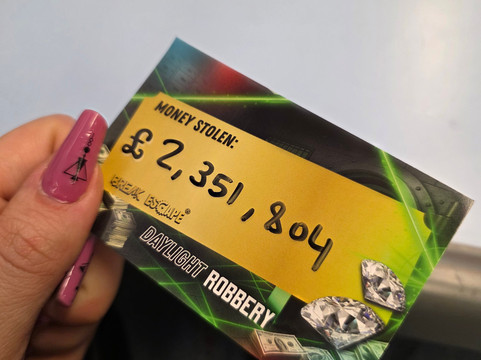 MONEY STOLEN:
£ 2,351,804
BREAK ESCAPE®
DAYLIGHT ROBBERY